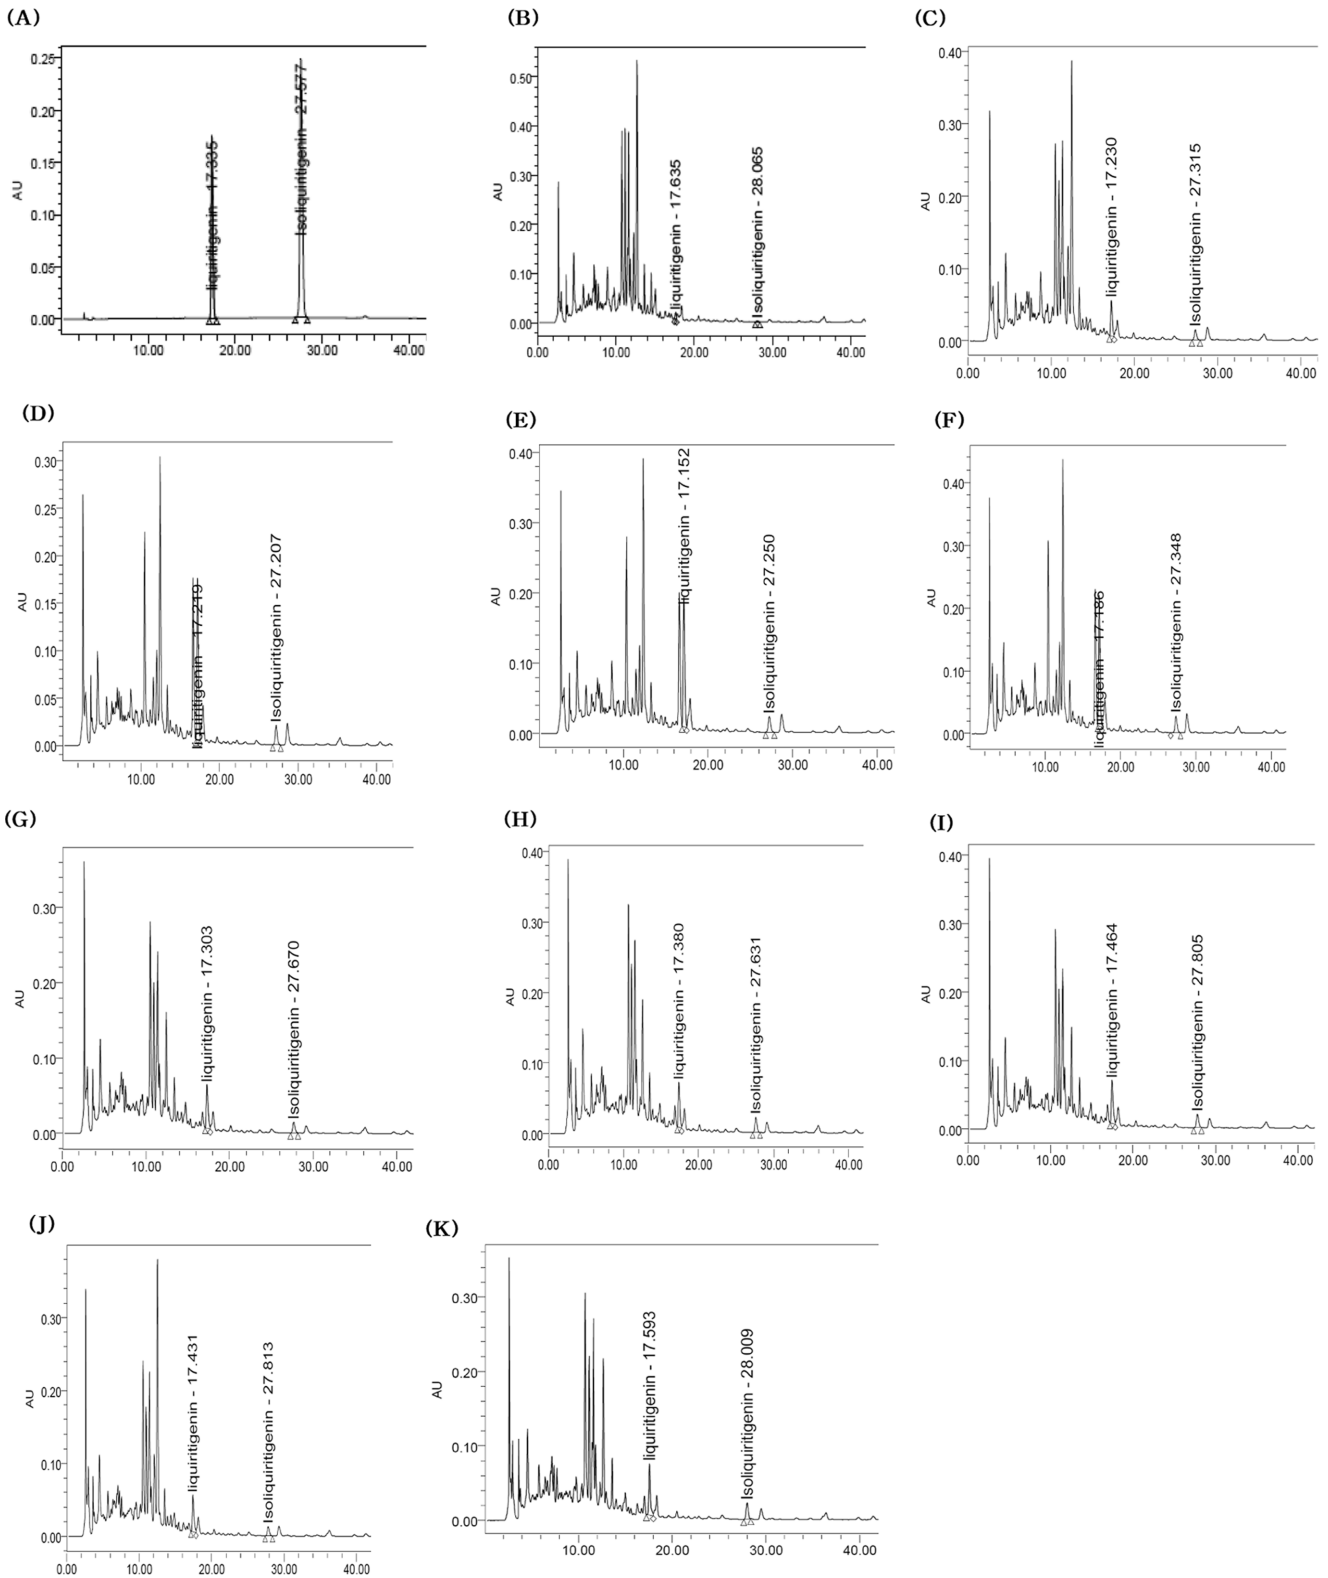 (A)
0.25
0.20
0.15
0.10
0.05
0.00
AU
liquiritigenin - 17.335
Isoliquiritigenin - 27.577
10.00 20.00 30.00 40.00
(B)
0.50
0.40
0.30
0.20
0.10
0.00
AU
liquiritigenin - 17.635
Isoliquiritigenin - 28.065
0.00 10.00 20.00 30.00 40.00
(C)
0.40
0.30
0.20
0.10
0.00
AU
liquiritigenin - 17.230
Isoliquiritigenin - 27.315
0.00 10.00 20.00 30.00 40.00
(D)
0.30
0.25
0.20
0.15
0.10
0.05
0.00
AU
liquiritigenin - 17.219
Isoliquiritigenin - 27.207
10.00 20.00 30.00 40.00
(E)
0.40
0.30
0.20
0.10
0.00
AU
liquiritigenin - 17.152
Isoliquiritigenin - 27.250
10.00 20.00 30.00 40.00
(F)
0.40
0.30
0.20
0.10
0.00
AU
liquiritigenin - 17.186
Isoliquiritigenin - 27.348
10.00 20.00 30.00 40.00
(G)
0.30
0.20
0.10
0.00
AU
liquiritigenin - 17.303
Isoliquiritigenin - 27.670
0.00 10.00 20.00 30.00 40.00
(H)
0.40
0.30
0.20
0.10
0.00
AU
liquiritigenin - 17.380
Isoliquiritigenin - 27.631
0.00 10.00 20.00 30.00 40.00
(I)
0.40
0.30
0.20
0.10
0.00
AU
liquiritigenin - 17.464
Isoliquiritigenin - 27.805
0.00 10.00 20.00 30.00 40.00
(J)
0.30
0.20
0.10
0.00
AU
liquiritigenin - 17.431
Isoliquiritigenin - 27.813
0.00 10.00 20.00 30.00 40.00
(K)
0.30
0.20
0.10
0.00
AU
liquiritigenin - 17.593
Isoliquiritigenin - 28.009
10.00 20.00 30.00 40.00